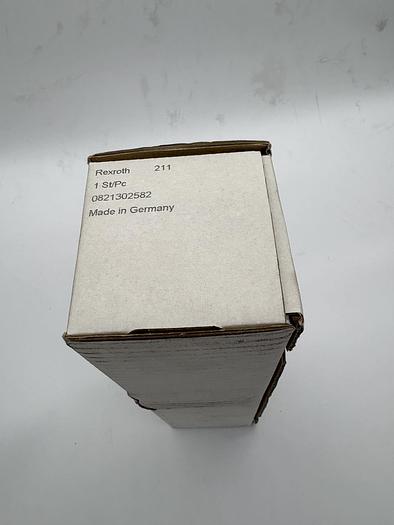 Rexroth 211
1 St/Pc
0821302582
Made in Germany